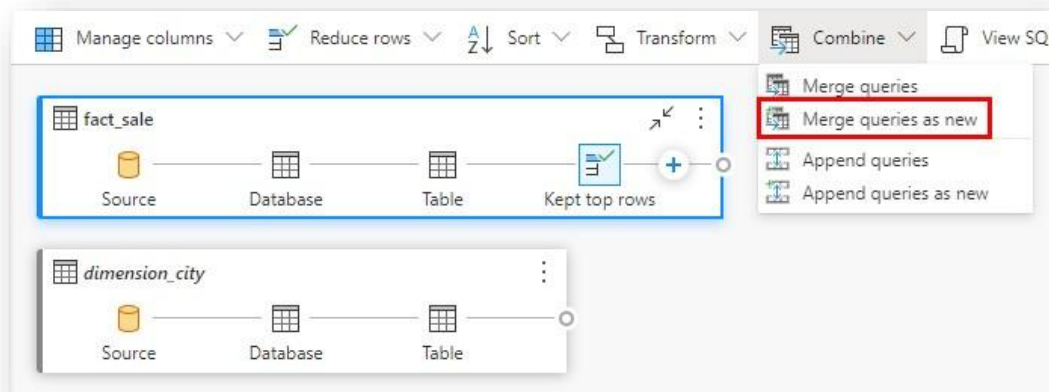 Manage columns Reduce rows Sort Transform Combine View SQ
Merge queries
Merge queries as new
Append queries
Append queries as new
fact_sale
Source Database Table Kept top rows
dimension_city
Source Database Table